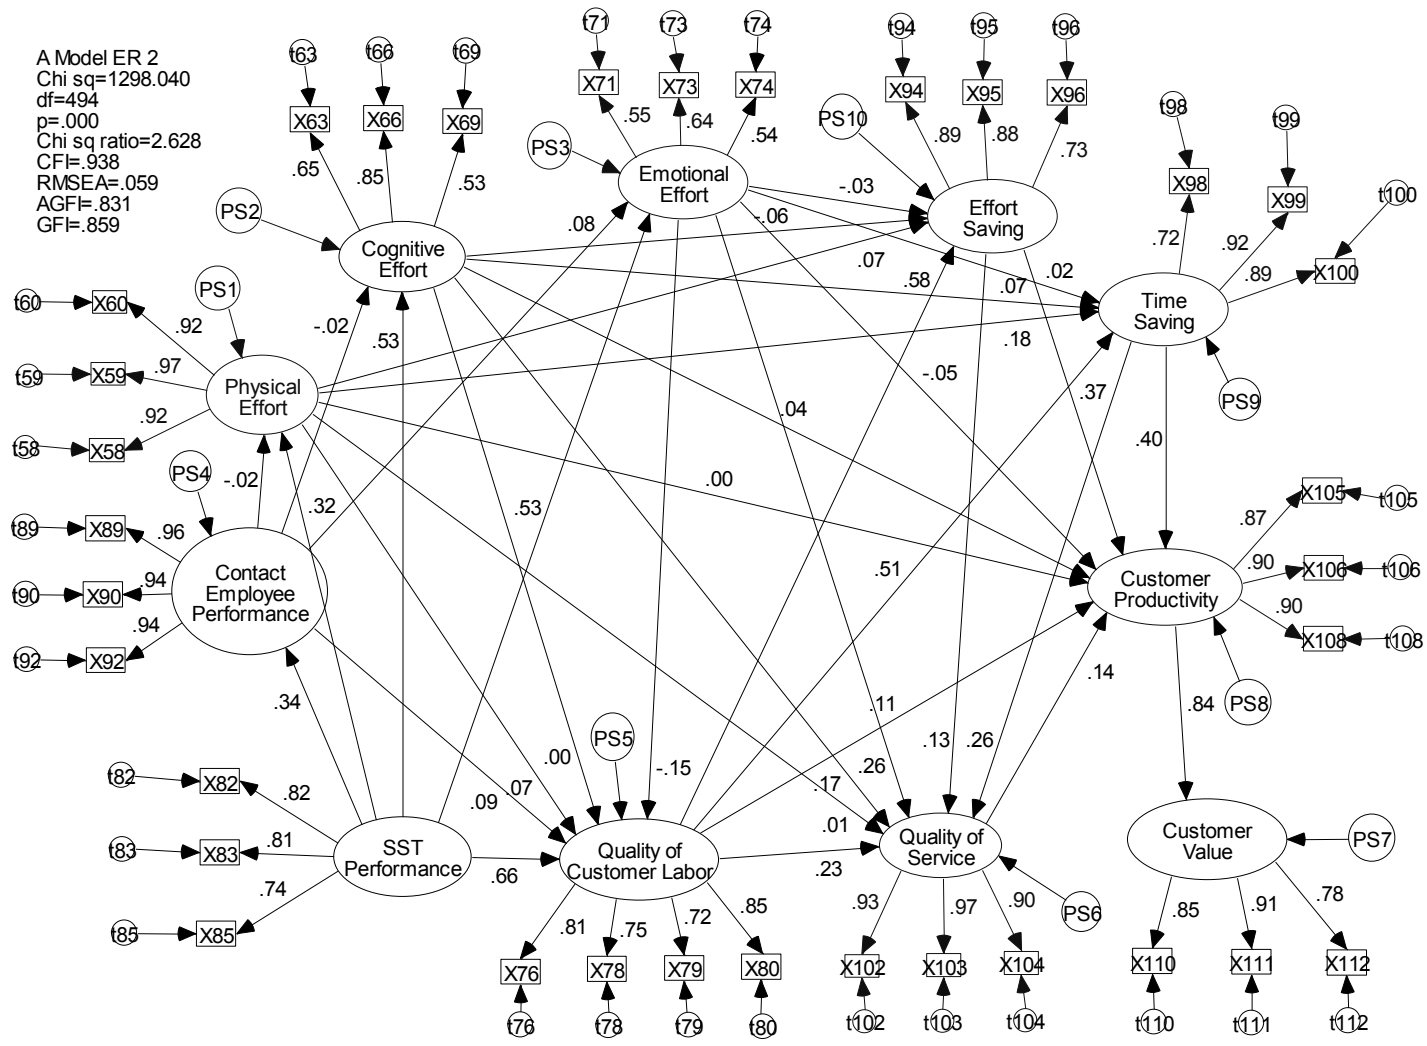 A Model ER 2
Chi sq=1298.040
df=494
p=.000
Chi sq ratio=2.628
CFI=.938
RMSEA=.059
AGFI=.831
GFI=.859
t63
t66
t69
t71
t73
t74
t94
t95
t96
X63
X66
X69
X71
X73
X74
X94
X95
X96
.65
.85
.53
.55
.64
.54
.89
.88
.73
PS2
PS3
PS10
t98
t99
t100
X98
X99
X100
.72
.92
.89
Cognitive
Effort
Emotional
Effort
Effort
Saving
Time
Saving
-.03
-.06
.08
.07
.58
.07
.02
.18
t60
X60
PS1
.92
t59
X59
.97
t58
X58
.92
Physical
Effort
-.02
.53
-.05
.04
.37
PS9
.40
PS4
-.02
.32
.53
.00
t89
X89
.96
t90
X90
.94
t92
X92
.94
Contact
Employee
Performance
.51
Customer
Productivity
.87
X105
t105
.90
X106
t106
.90
X108
t108
.34
.11
.14
.84
PS8
t82
X82
.82
t83
X83
.81
t85
X85
.74
SST
Performance
.66
.09
.07
.00
PS5
-.15
.17
.01
.26
.13
.26
Quality of
Customer Labor
.23
Quality of
Service
PS6
Customer
Value
PS7
.81
.75
.72
.85
.93
.97
.90
.85
.91
.78
X76
X78
X79
X80
X102
X103
X104
X110
X111
X112
t76
t78
t79
t80
t102
t103
t104
t110
t111
t112